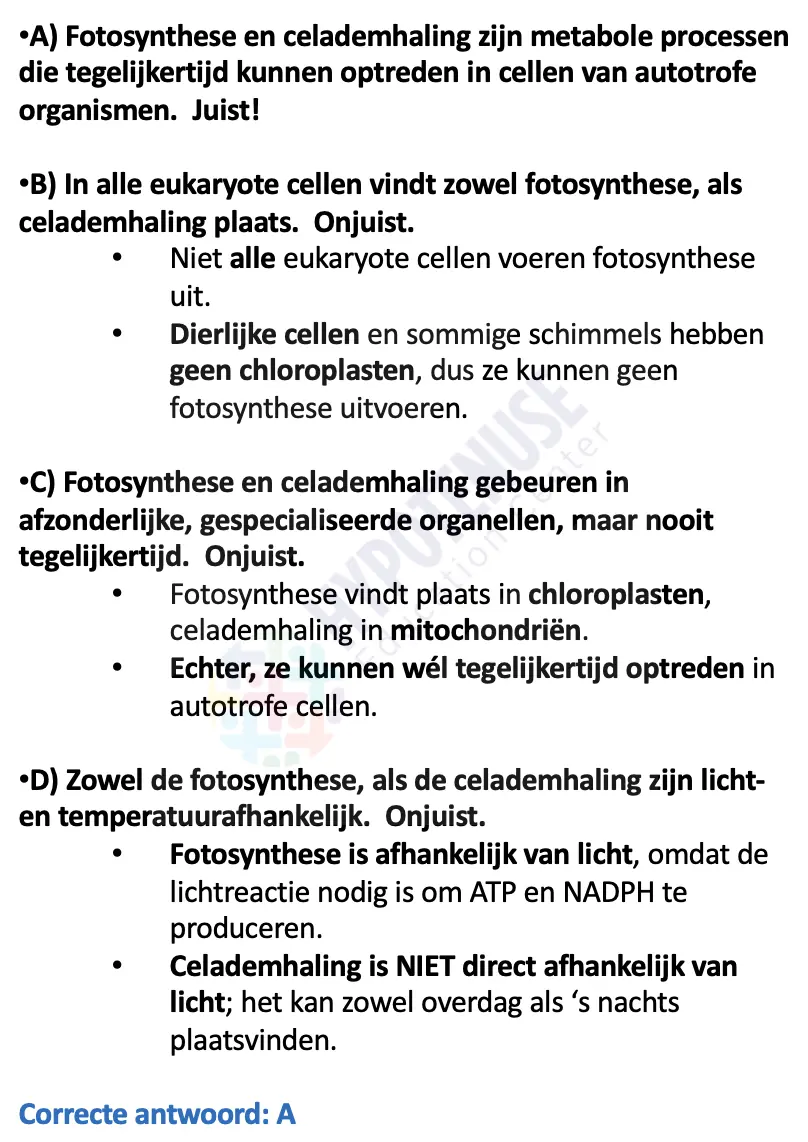 •A) Fotosynthese en celademhaling zijn metabole processen
die tegelijkertijd kunnen optreden in cellen van autotrofe
organismen. Juist!
•B) In alle eukaryote cellen vindt zowel fotosynthese, als
celademhaling plaats. Onjuist.
• Niet alle eukaryote cellen voeren fotosynthese
uit.
• Dierlijke cellen en sommige schimmels hebben
geen chloroplasten, dus ze kunnen geen
fotosynthese uitvoeren.
•C) Fotosynthese en celademhaling gebeuren in
afzonderlijke, gespecialiseerde organellen, maar nooit
tegelijkertijd. Onjuist.
• Fotosynthese vindt plaats in chloroplasten,
celademhaling in mitochondriën.
• Echter, ze kunnen wél tegelijkertijd optreden in
autotrofe cellen.
•D) Zowel de fotosynthese, als de celademhaling zijn licht-
en temperatuurafhankelijk. Onjuist.
• Fotosynthese is afhankelijk van licht, omdat de
lichtreactie nodig is om ATP en NADPH te
produceren.
• Celademhaling is NIET direct afhankelijk van
licht; het kan zowel overdag als ‘s nachts
plaatsvinden.
Correcte antwoord: A
HYPOTENUSE
Education Center